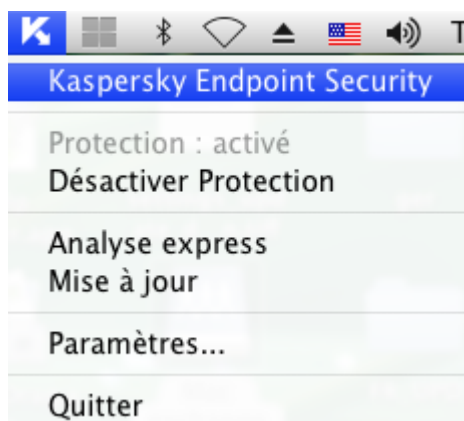 K T
Kaspersky Endpoint Security
Protection : activé
Désactiver Protection
Analyse express
Mise à jour
Paramètres...
Quitter